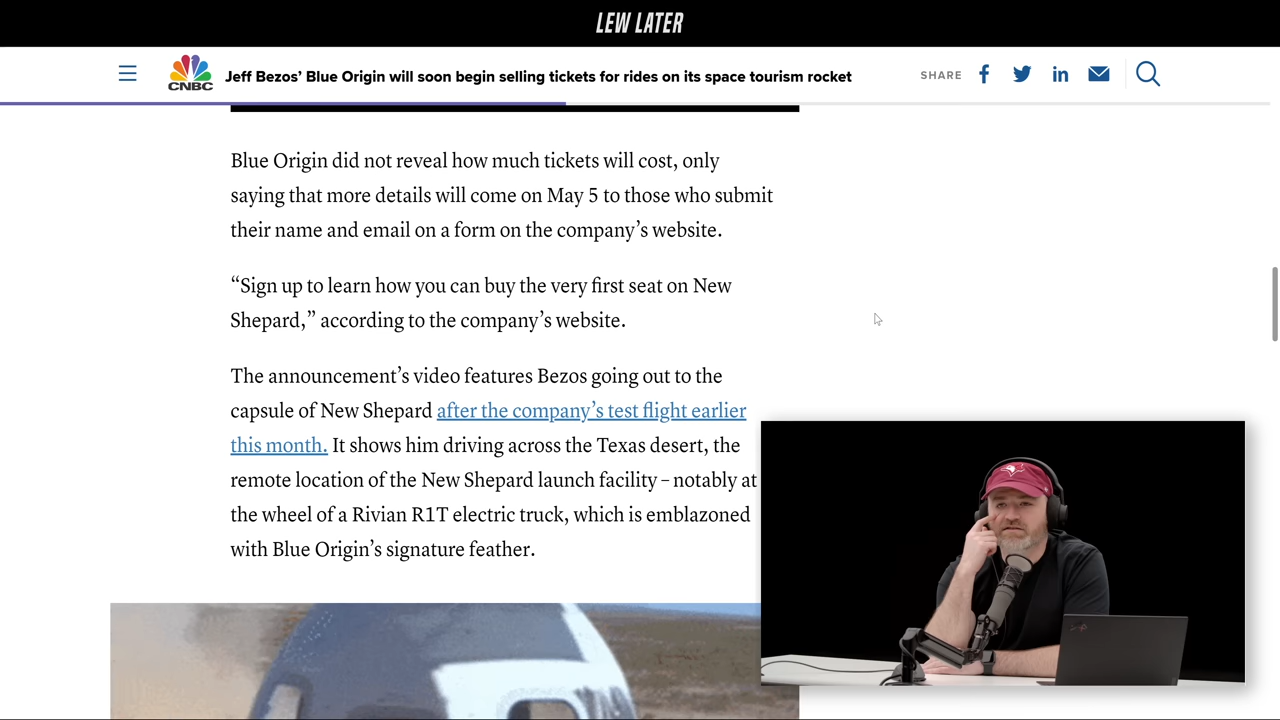 LEW LATER
CNBC
Jeff Bezos’ Blue Origin will soon begin selling tickets for rides on its space tourism rocket
SHARE
Blue Origin did not reveal how much tickets will cost, only
saying that more details will come on May 5 to those who submit
their name and email on a form on the company’s website.
“Sign up to learn how you can buy the very first seat on New
Shepard,” according to the company’s website.
The announcement’s video features Bezos going out to the
capsule of New Shepard after the company’s test flight earlier
this month. It shows him driving across the Texas desert, the
remote location of the New Shepard launch facility – notably at
the wheel of a Rivian R1T electric truck, which is emblazoned
with Blue Origin’s signature feather.